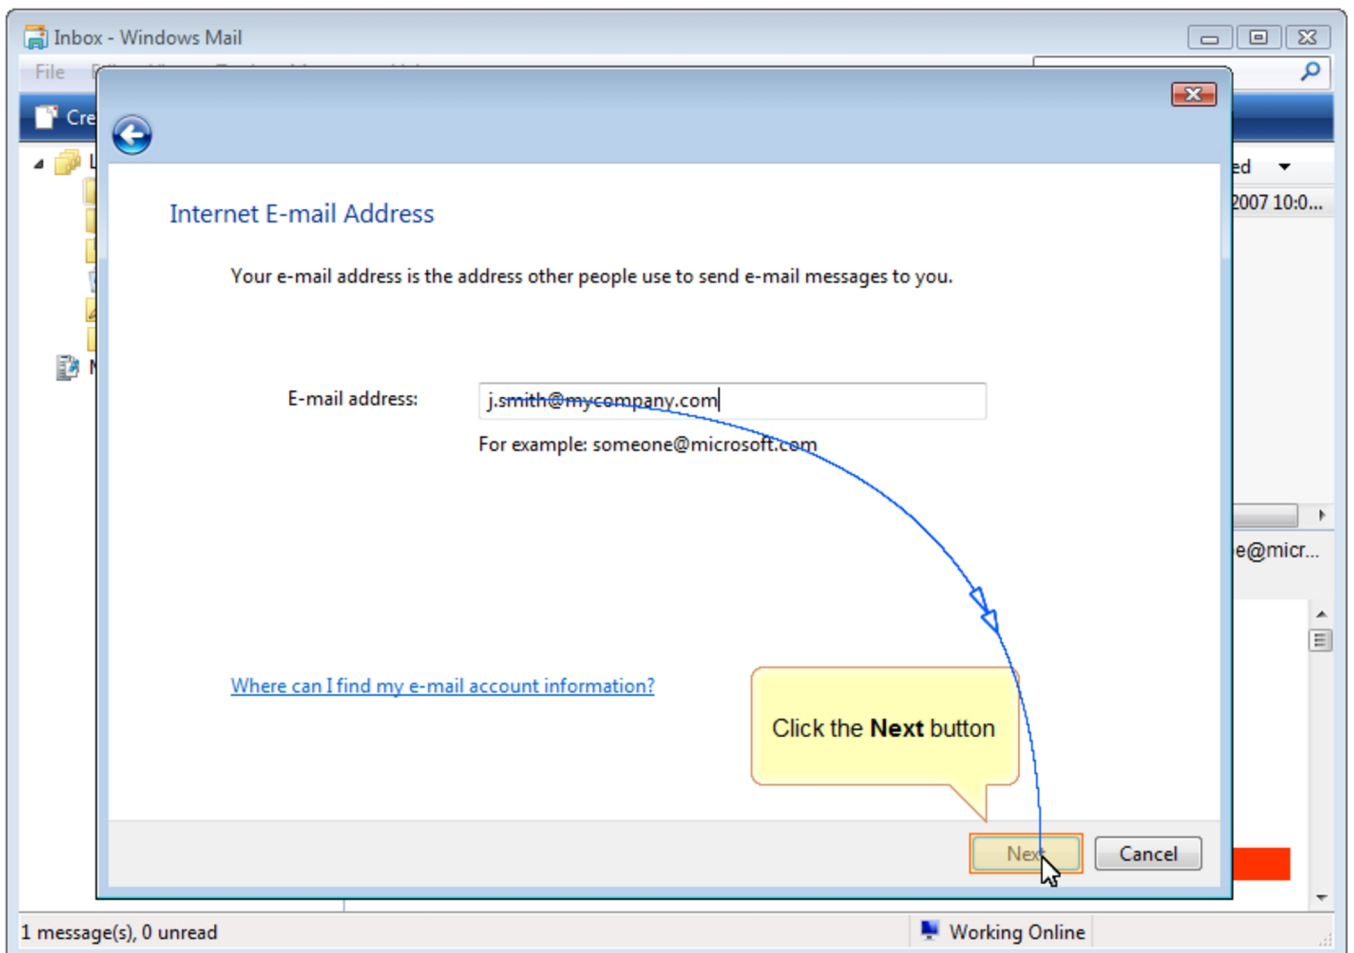 Inbox - Windows Mail
File
Cre
ed
2007 10:0...
Internet E-mail Address
Your e-mail address is the address other people use to send e-mail messages to you.
E-mail address: j.smith@mycompany.com
For example: someone@microsoft.com
e@micr...
Where can I find my e-mail account information?
Click the Next button
Next Cancel
1 message(s), 0 unread Working Online